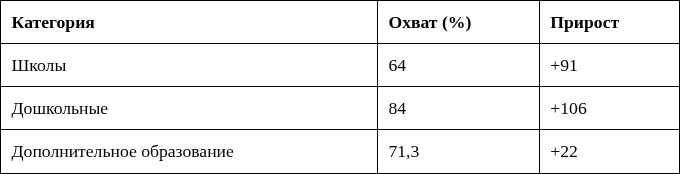 Категория Охват (%) Прирост
Школы 64 +91
Дошкольные 84 +106
Дополнительное образование 71,3 +22